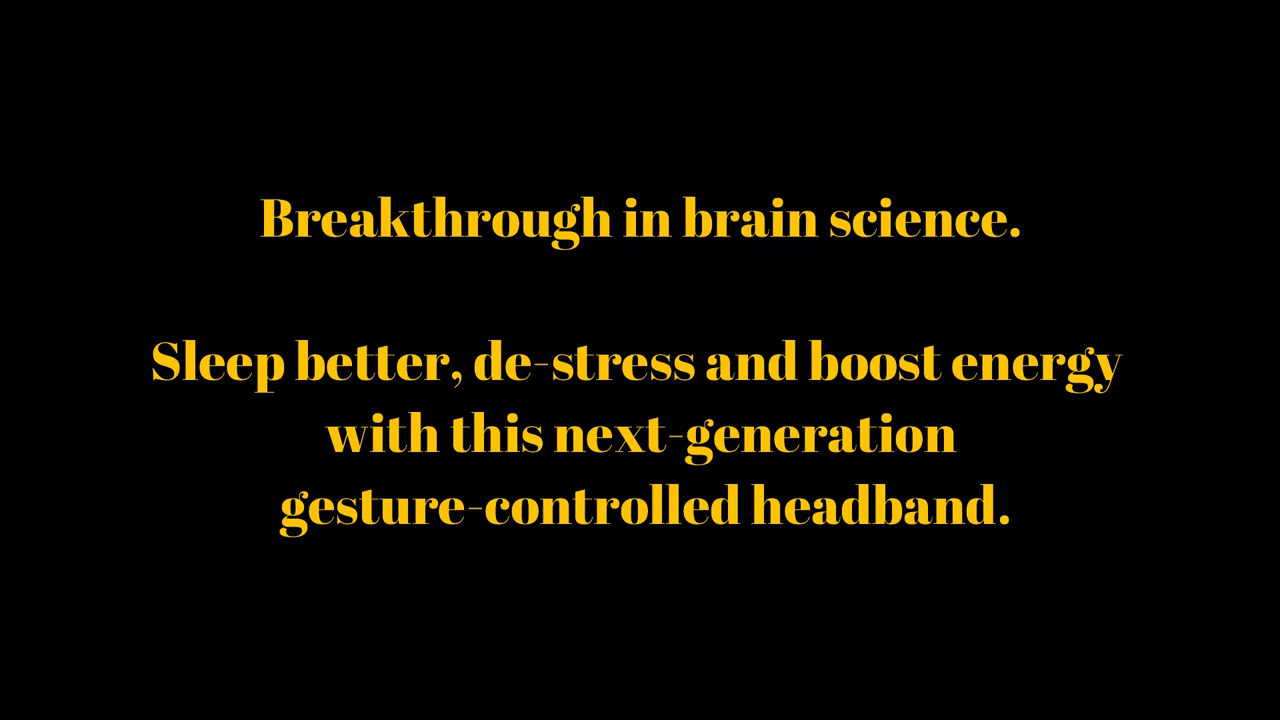 Breakthrough in brain science.
Sleep better, de-stress and boost energy
with this next-generation
gesture-controlled headband.